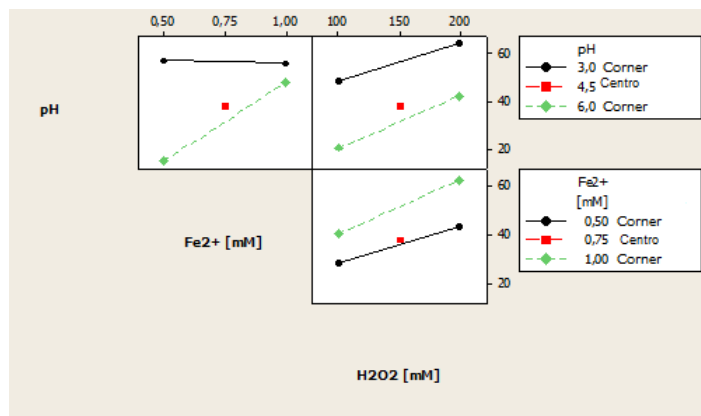 0,50 0,75 1,00 100 150 200
pH
60
40
20
pH
3,0 Corner
4,5 Centro
6,0 Corner
Fe2+ [mM]
60
40
20
Fe2+
[mM]
0,50 Corner
0,75 Centro
1,00 Corner
H2O2 [mM]